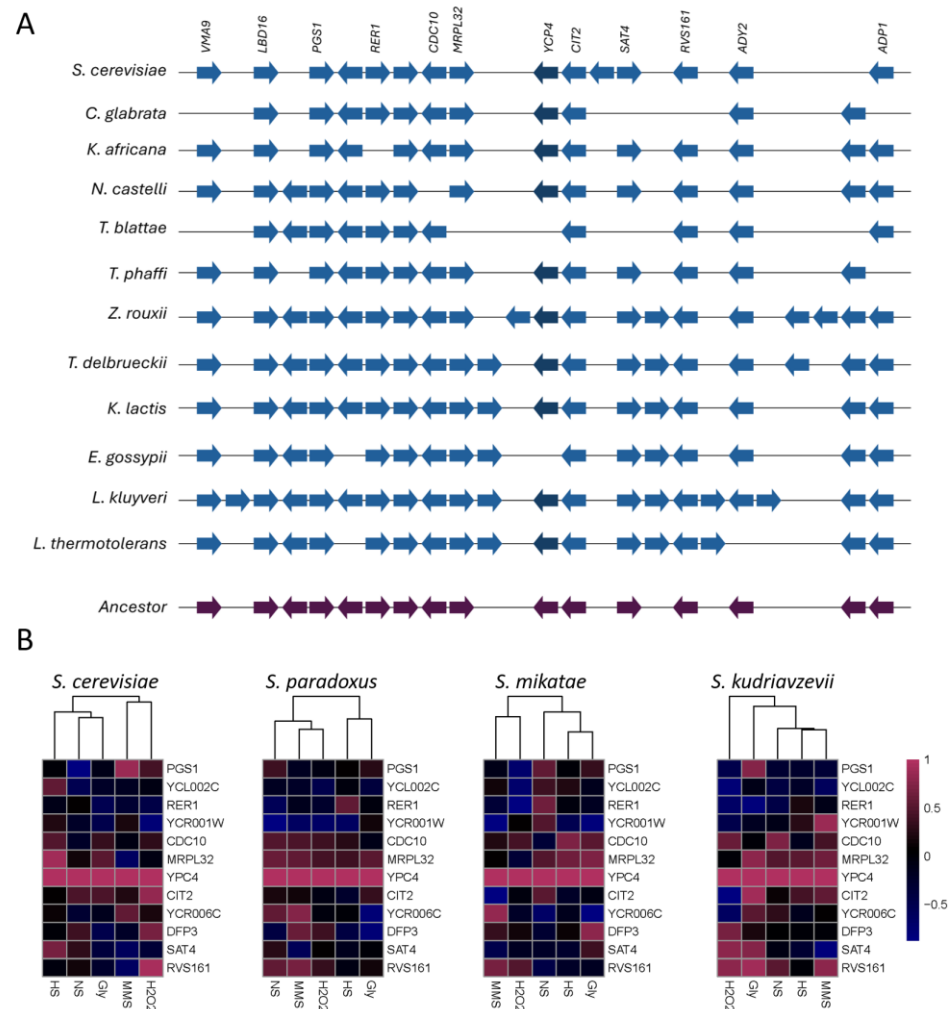 A
VMA9 LBD16 PGS1 RER1 CDC10 MRPL32 YCP4 CIT2 SAT4 RVS161 ADY2 ADP1
S. cerevisiae
C. glabrata
K. africana
N. castelli
T. blattae
T. phaffi
Z. rouxii
T. delbrueckii
K. lactis
E. gossypii
L. kluyveri
L. thermotolerans
Ancestor
B
S. cerevisiae
PGS1
YCL002C
RER1
YCR001W
CDC10
MRPL32
YPC4
CIT2
YCR006C
DFP3
SAT4
RVS161
HS NS Gly MMS H2O2
S. paradoxus
PGS1
YCL002C
RER1
YCR001W
CDC10
MRPL32
YPC4
CIT2
YCR006C
DFP3
SAT4
RVS161
NS MMS H2O2 HS Gly
S. mikatae
PGS1
YCL002C
RER1
YCR001W
CDC10
MRPL32
YPC4
CIT2
YCR006C
DFP3
SAT4
RVS161
MMS H2O2 NS HS Gly
S. kudriavzevii
PGS1
YCL002C
RER1
YCR001W
CDC10
MRPL32
YPC4
CIT2
YCR006C
DFP3
SAT4
RVS161
H2O2 Gly NS HS MMS
1
0.5
0
−0.5